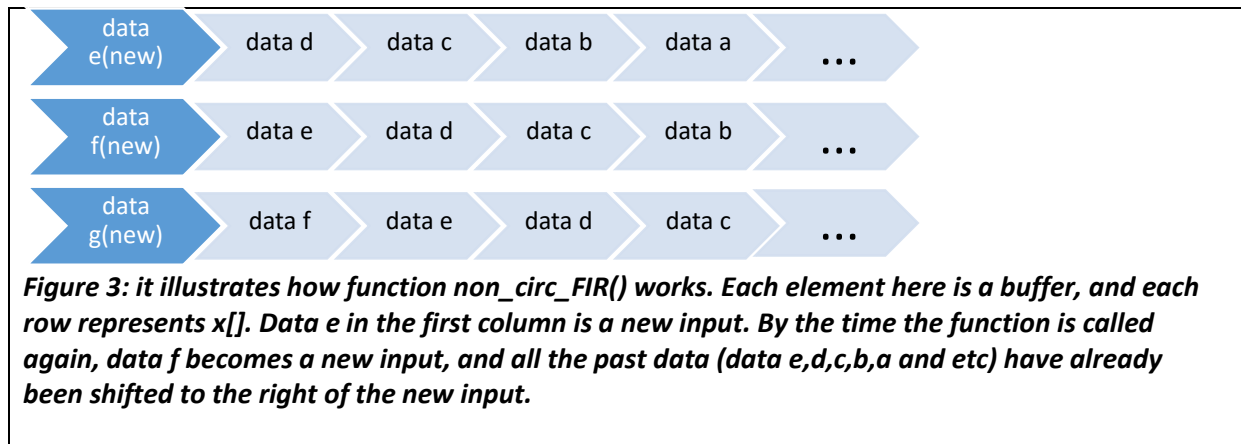 data
e(new)
data d
data c
data b
data a
...
data
f(new)
data e
data d
data c
data b
...
data
g(new)
data f
data e
data d
data c
...
Figure 3: it illustrates how function non_circ_FIR() works. Each element here is a buffer, and each
row represents x[]. Data e in the first column is a new input. By the time the function is called
again, data f becomes a new input, and all the past data (data e,d,c,b,a and etc) have already
been shifted to the right of the new input.